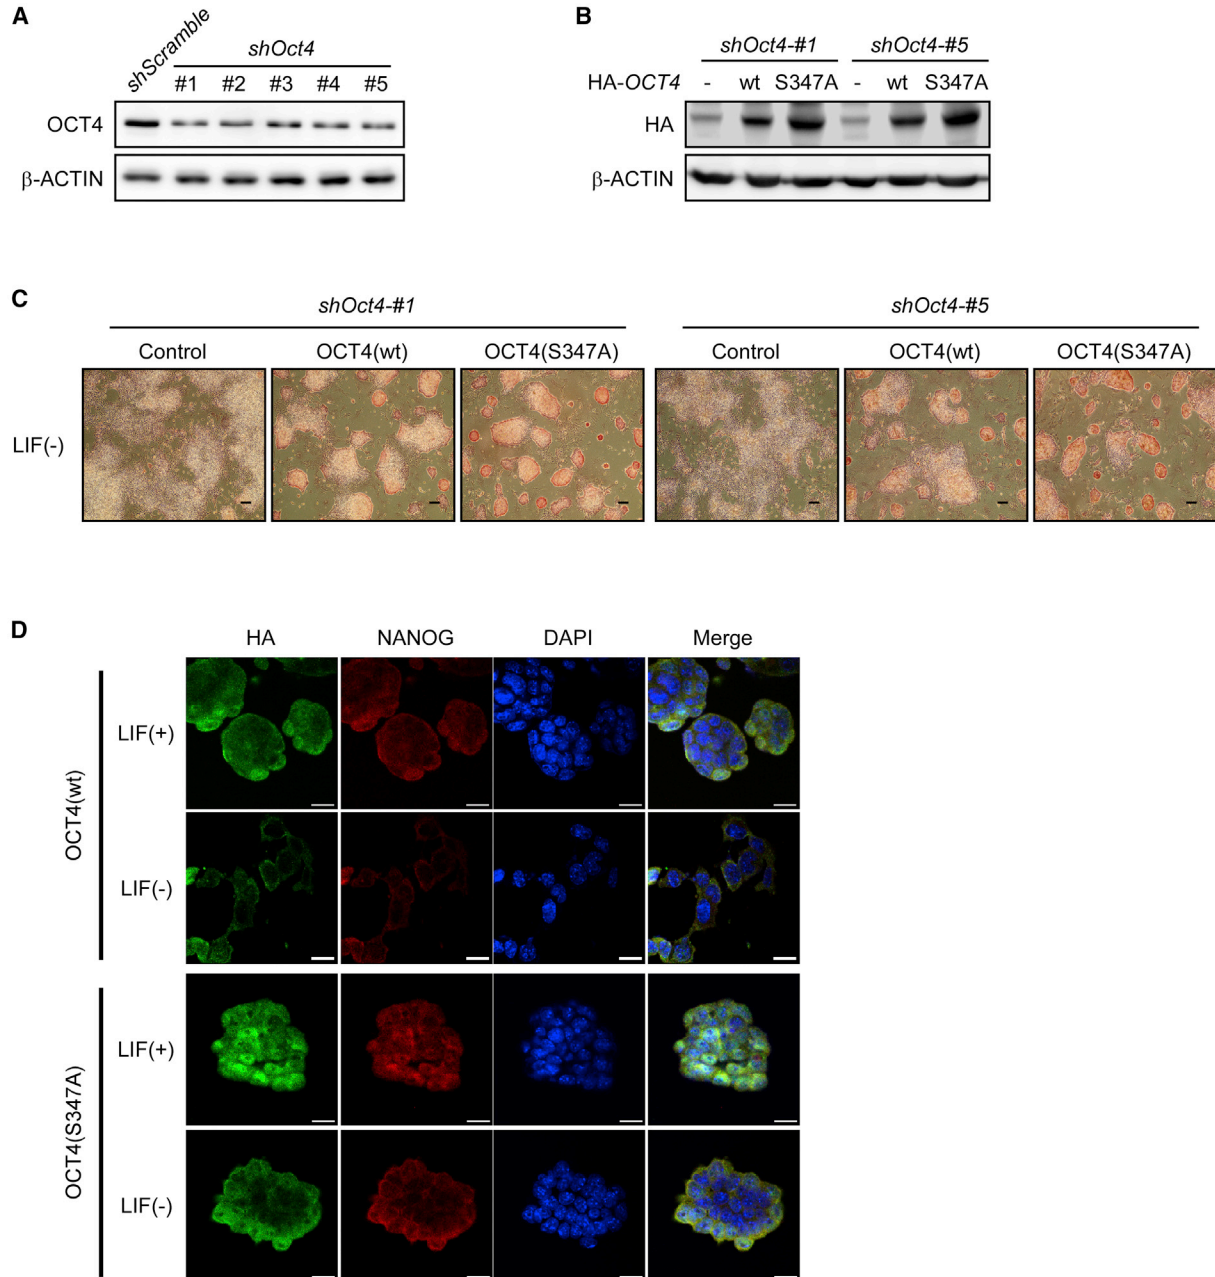 A
shScramble
shOct4
#1 #2 #3 #4 #5
OCT4
β-ACTIN
B
shOct4-#1 shOct4-#5
HA-OCT4 - wt S347A - wt S347A
HA
β-ACTIN
C
shOct4-#1 shOct4-#5
Control OCT4(wt) OCT4(S347A) Control OCT4(wt) OCT4(S347A)
LIF(-)
D
HA NANOG DAPI Merge
OCT4(wt)
LIF(+)
LIF(-)
OCT4(S347A)
LIF(+)
LIF(-)